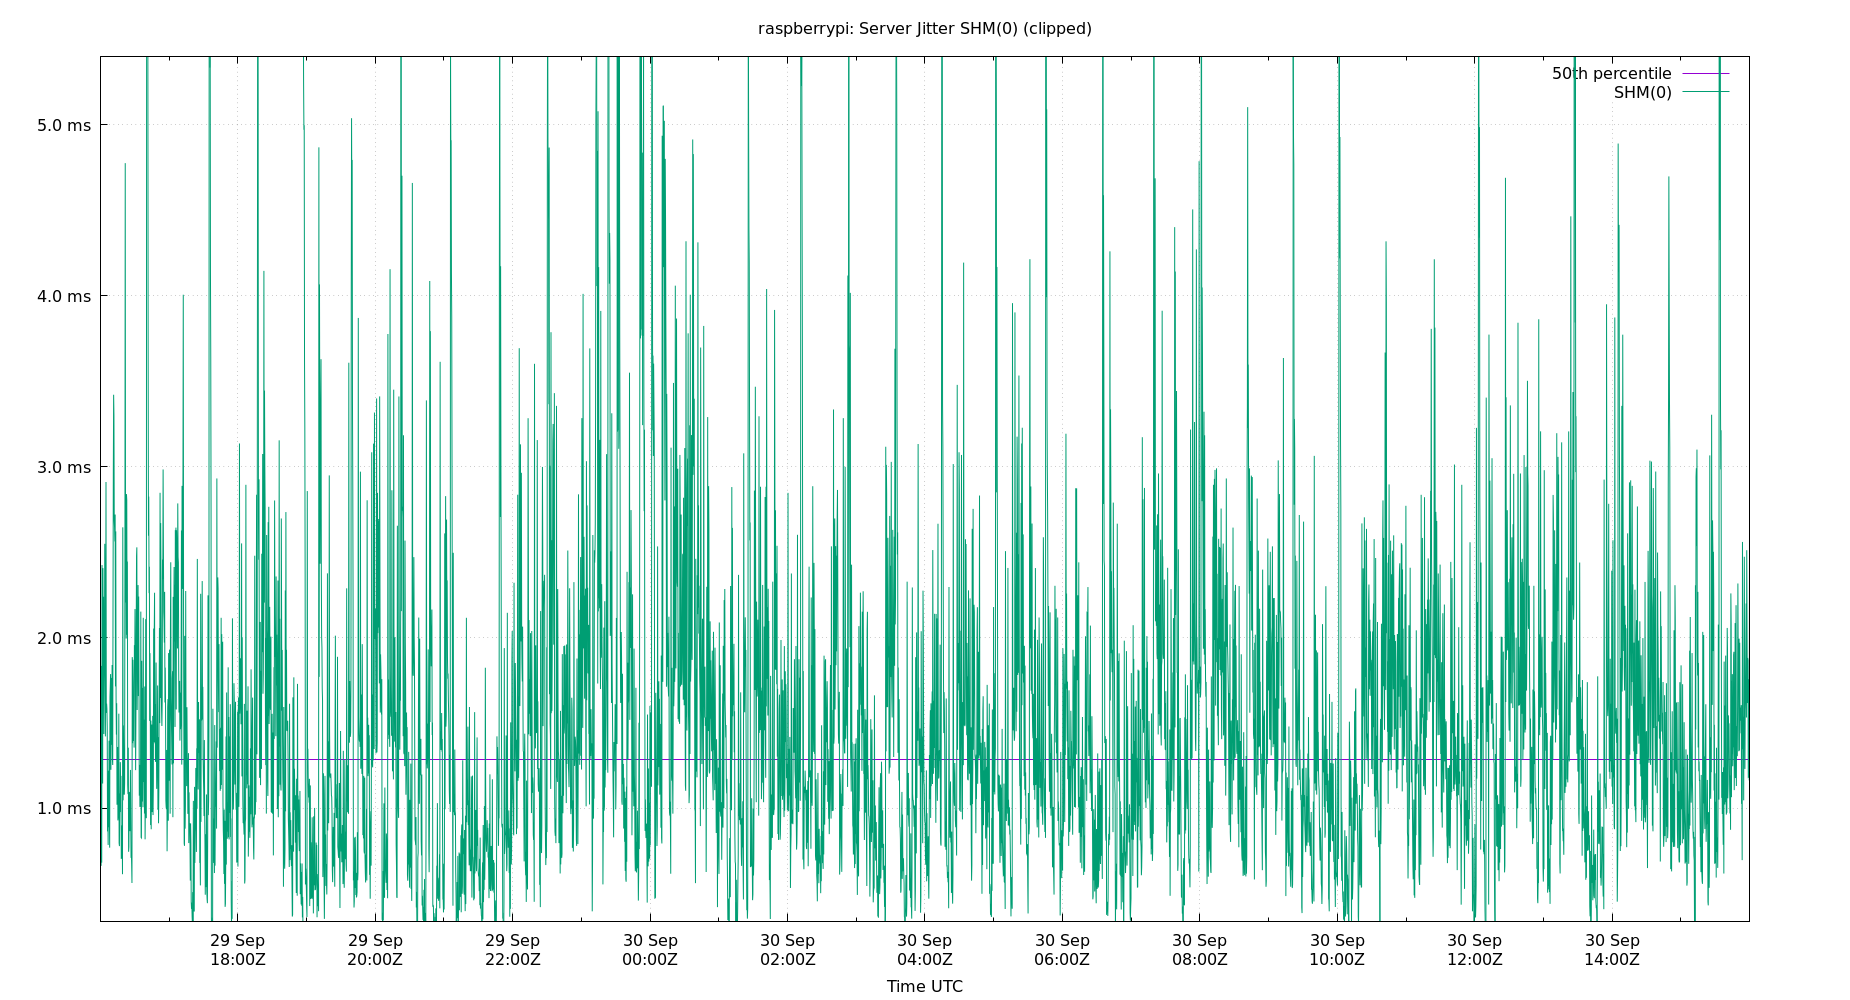 raspberrypi: Server Jitter SHM(0) (clipped)
50th percentile
SHM(0)
5.0 ms
4.0 ms
3.0 ms
2.0 ms
1.0 ms
29 Sep 29 Sep 29 Sep 30 Sep 30 Sep 30 Sep 30 Sep 30 Sep 30 Sep 30 Sep 30 Sep
18:00Z 20:00Z 22:00Z 00:00Z 02:00Z 04:00Z 06:00Z 08:00Z 10:00Z 12:00Z 14:00Z
Time UTC